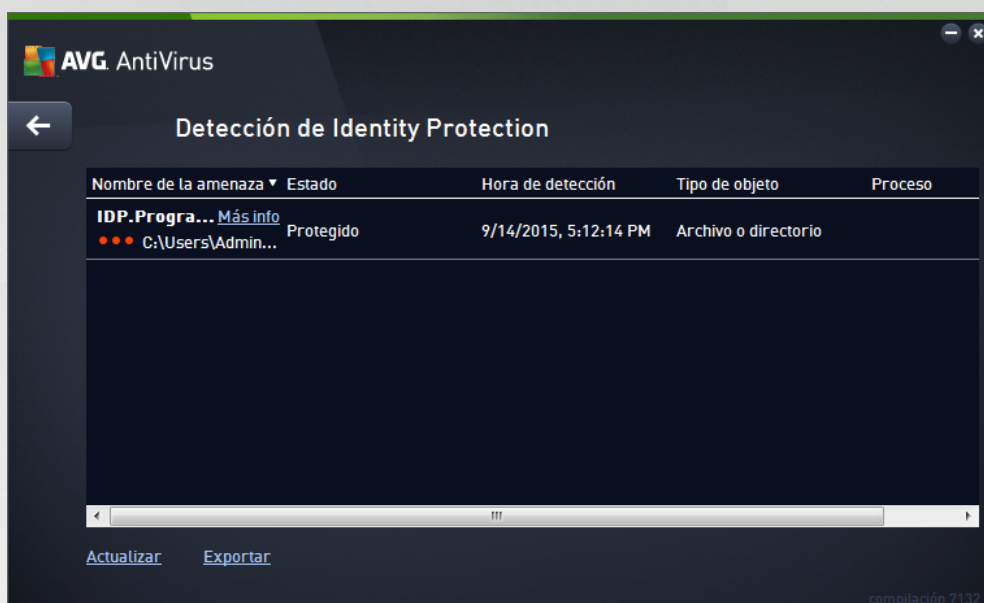 AVG AntiVirus
Detección de Identity Protection
Nombre de la amenaza Estado Hora de detección Tipo de objeto Proceso
IDP.Progra... Más info
C:\Users\Admin...
Protegido 9/14/2015, 5:12:14 PM Archivo o directorio
Actualizar Exportar
compilación 7132